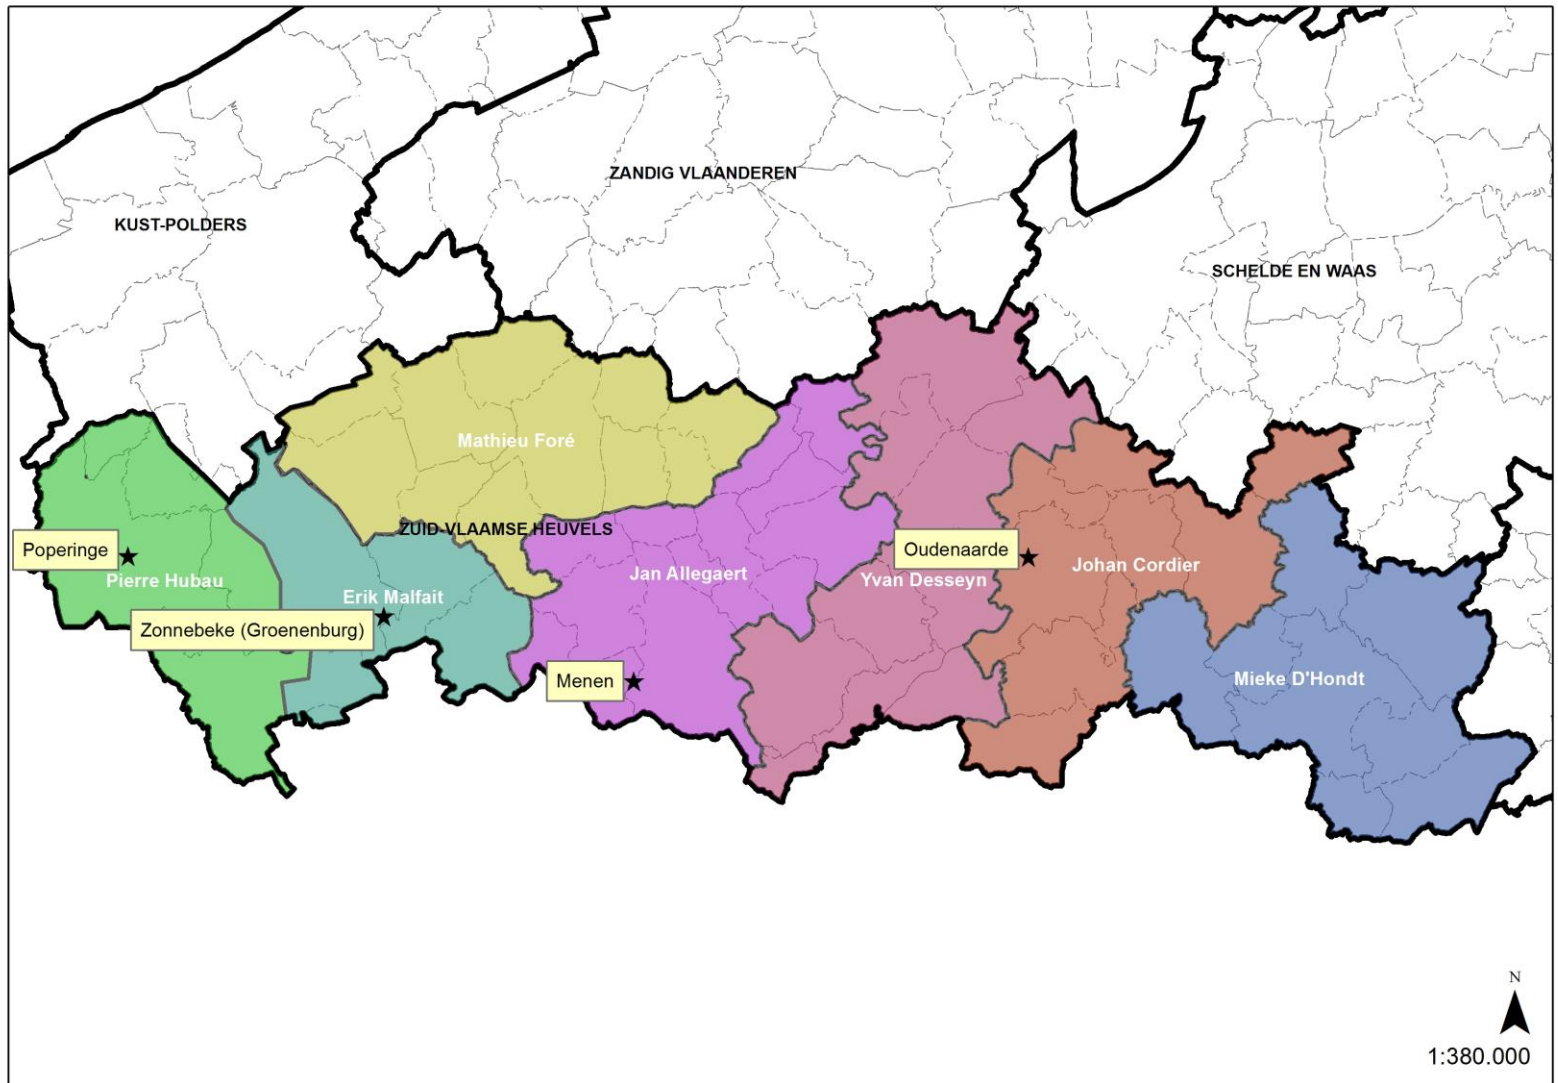 ZANDIG VLAANDEREN
KUST-POLDERS
SCHELDE EN WAAS
Mathieu Foré
ZUID-VLAAMSE HEUVELS
Poperinge
Oudenaarde
Pierre Hubau
Jan Allegaert
Yvan Desseyn
Johan Cordier
Erik Malfait
Zonnebeke (Groenenburg)
Menen
Mieke D'Hondt
N
1:380.000